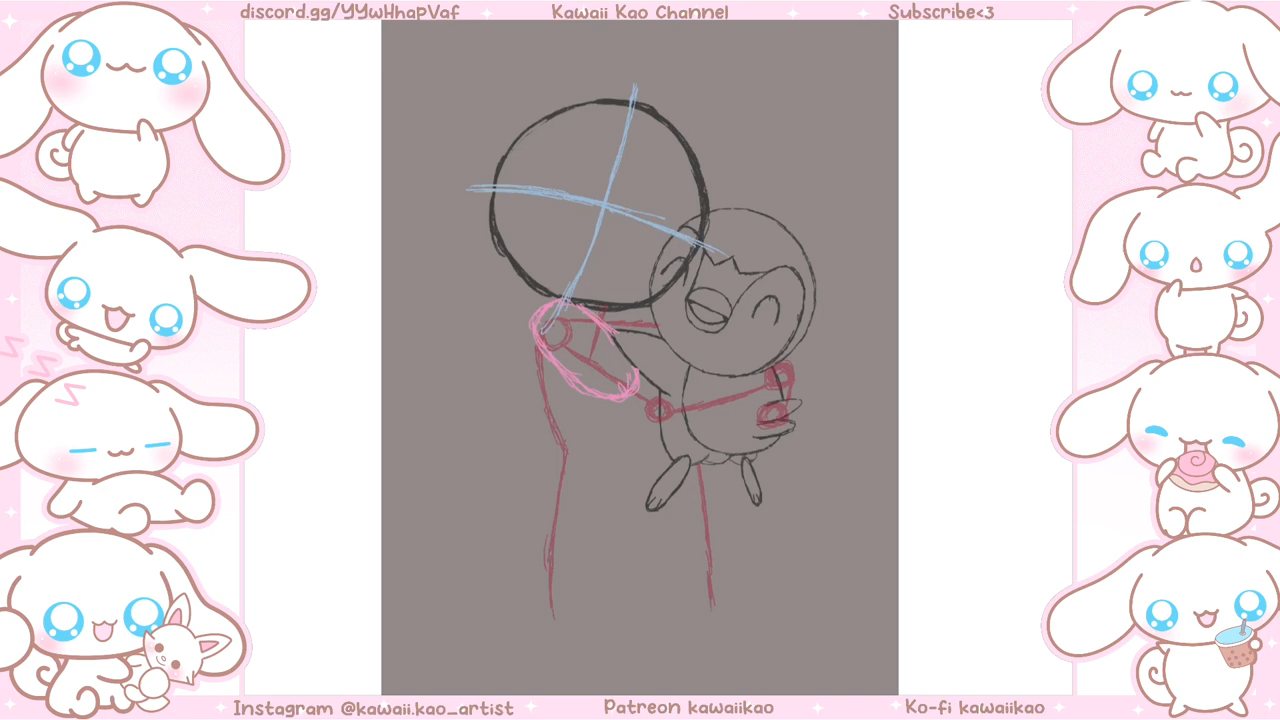 discord.gg/YYwHhapVaf
Kawaii Kao Channel
Subscribe<3
Instagram @kawaii.kao_artist
Patreon kawaiikao
Ko-fi kawaiikao